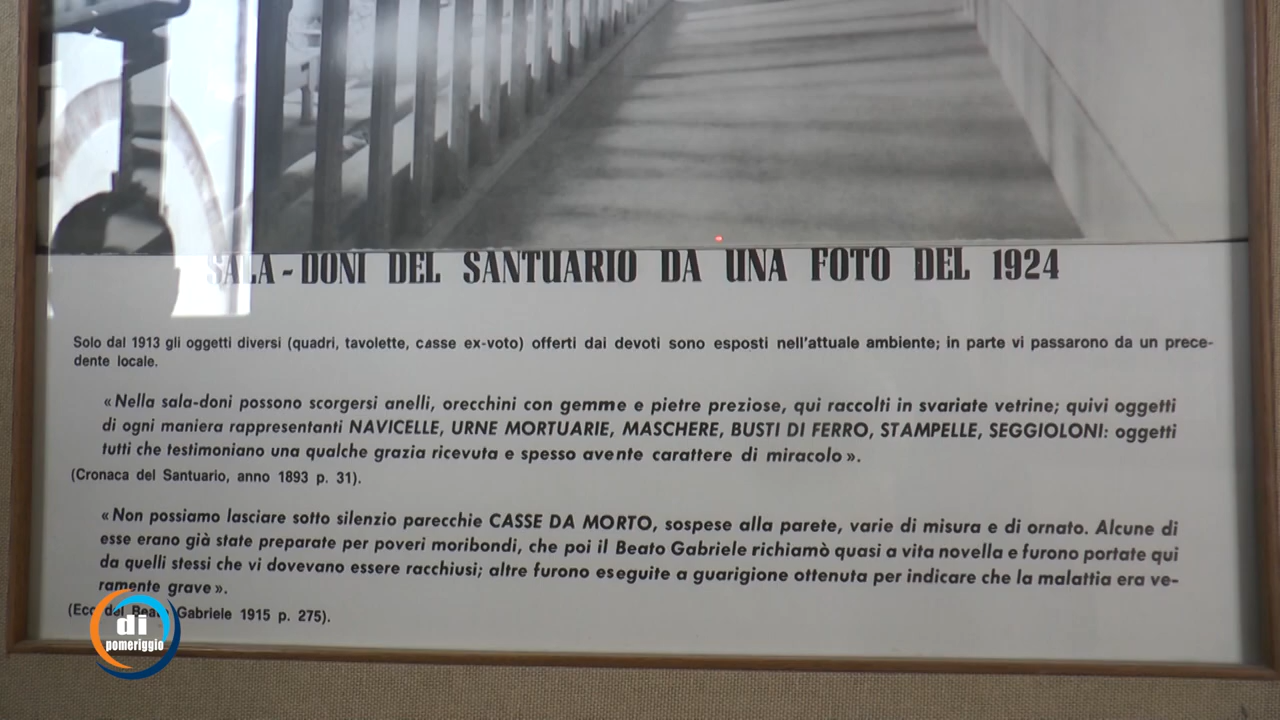 SALA - DONI DEL SANTUARIO DA UNA FOTO DEL 1924
Solo dal 1913 gli oggetti diversi (quadri, tavolette, casse ex-voto) offerti dai devoti sono esposti nell'attuale ambiente; in parte vi passarono da un prece-
dente locale.
«Nella sala-doni possono scorgersi anelli, orecchini con gemme e pietre preziose, qui raccolti in svariate vetrine; quivi oggetti
di ogni maniera rappresentanti NAVICELLE, URNE MORTUARIE, MASCHERE, BUSTI DI FERRO, STAMPELLE, SEGGIOLONI: oggetti
tutti che testimoniano una qualche grazia ricevuta e spesso avente carattere di miracolo».
(Cronaca del Santuario, anno 1893 p. 31).
«Non possiamo lasciare sotto silenzio parecchie CASSE DA MORTO, sospese alla parete, varie di misura e di ornato. Alcune di
esse erano già state preparate per poveri moribondi, che poi il Beato Gabriele richiamò quasi a vita novella e furono portate qui
da quelli stessi che vi dovevano essere racchiusi; altre furono eseguite a guarigione ottenuta per indicare che la malattia era ve-
ramente grave».
(Eco del Beato Gabriele 1915 p. 275).
di
pomeriggio